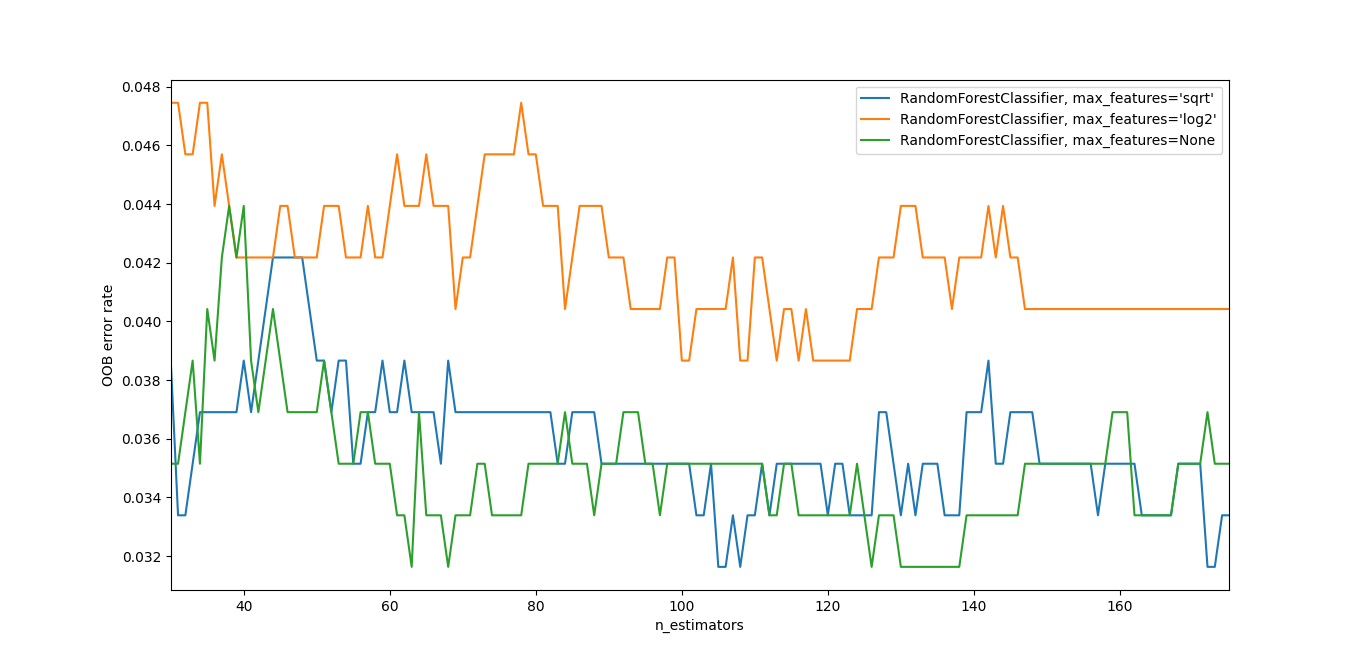 0.048
0.046
0.044
0.042
0.040
0.038
0.036
0.034
0.032
OOB error rate
40 60 80 100 120 140 160
n_estimators
RandomForestClassifier, max_features='sqrt'
RandomForestClassifier, max_features='log2'
RandomForestClassifier, max_features=None